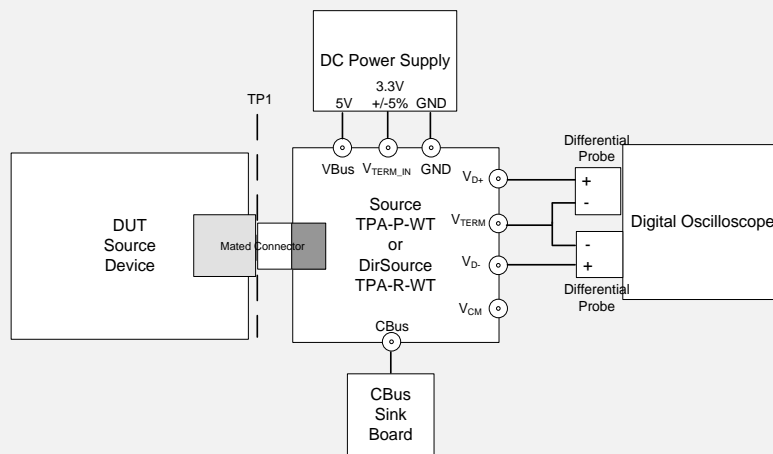 DC Power Supply
3.3V
5V +/-5% GND
TP1
VBus VTERM_IN GND
Differential
Probe
VD+
+
-
Source
TPA-P-WT
or
DirSource
TPA-R-WT
VTERM
Digital Oscilloscope
DUT
Source
Device
Mated Connector
-
+
VD-
Differential
Probe
VCM
CBus
CBus
Sink
Board